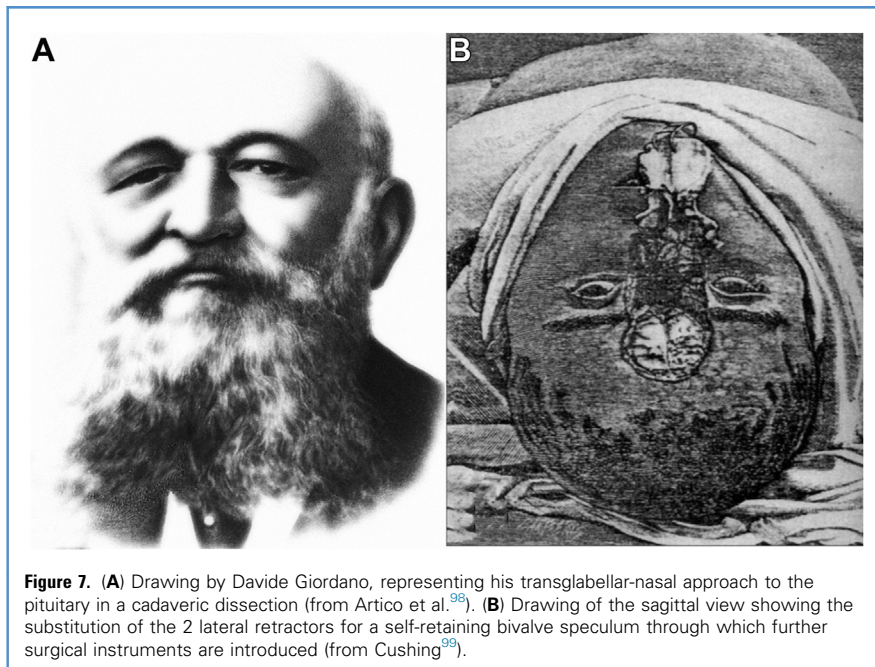 A
B
Figure 7. (A) Drawing by Davide Giordano, representing his transglabellar-nasal approach to the
pituitary in a cadaveric dissection (from Artico et al.98). (B) Drawing of the sagittal view showing the
substitution of the 2 lateral retractors for a self-retaining bivalve speculum through which further
surgical instruments are introduced (from Cushing99).